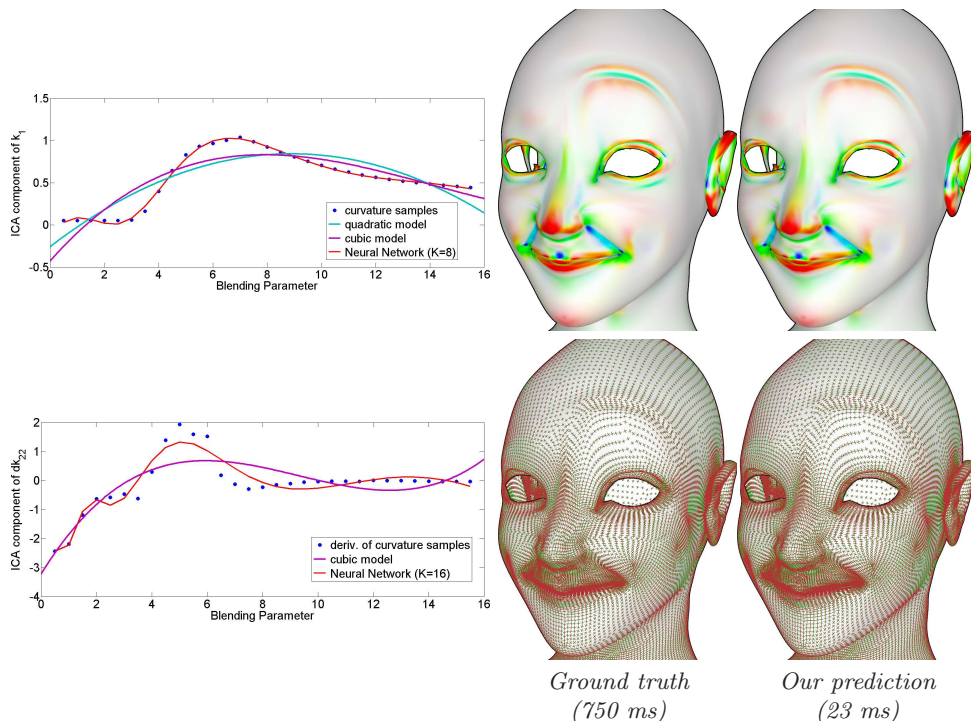 1.5
1
0.5
0
-0.5
0 2 4 6 8 10 12 14 16
ICA component of k1
Blending Parameter
curvature samples
quadratic model
cubic model
Neural Network (K=8)
2
1
0
-1
-2
-3
-4
0 2 4 6 8 10 12 14 16
ICA component of dk22
Blending Parameter
deriv. of curvature samples
cubic model
Neural Network (K=16)
Ground truth
(750 ms)
Our prediction
(23 ms)